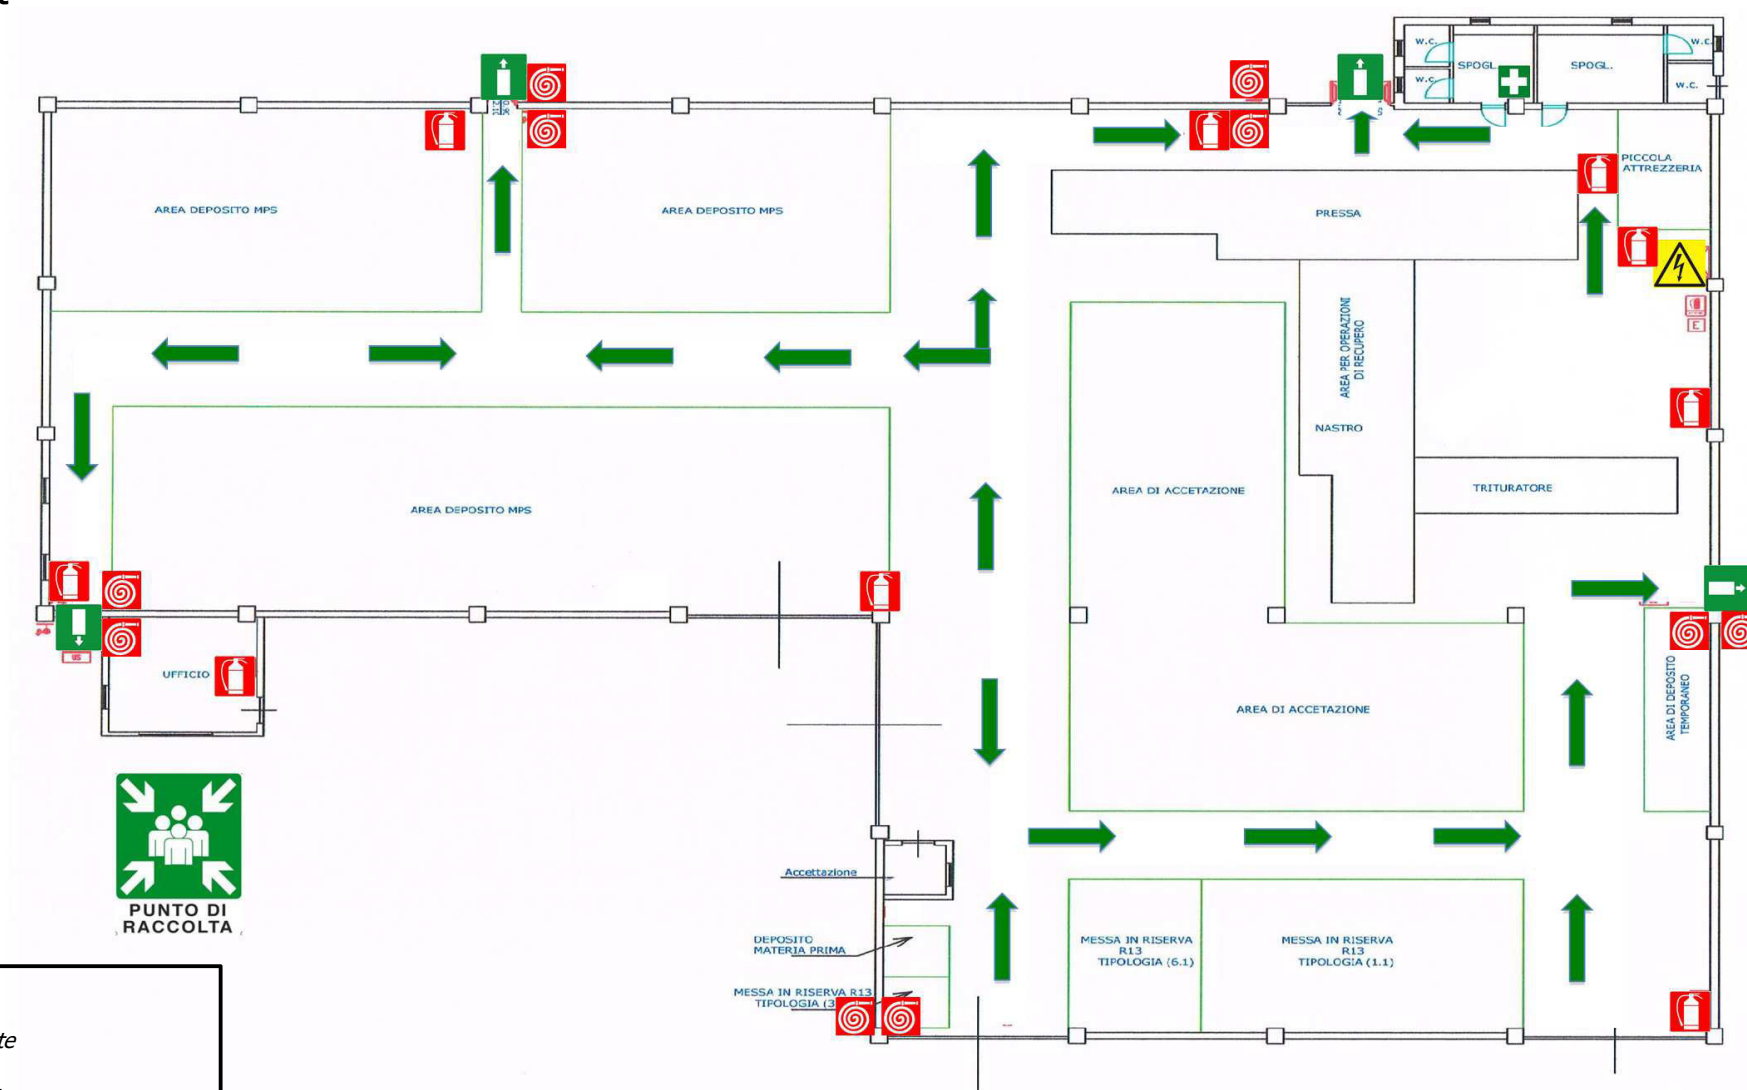 W.C.
W.C.
SPOGL.
SPOGL.
W.C.
W.C.
AREA DEPOSITO MPS
AREA DEPOSITO MPS
PRESSA
PICCOLA
ATTREZZERIA
AREA PER OPERAZIONI
DI RECUPERO
E
NASTRO
AREA DI ACCETAZIONE
TRITURATORE
AREA DEPOSITO MPS
US
UFFICIO
AREA DI ACCETAZIONE
AREA DI DEPOSITO
TEMPORANEO
Accettazione
PUNTO DI
RACCOLTA
DEPOSITO
MATERIA PRIMA
MESSA IN RISERVA R13
TIPOLOGIA (3
MESSA IN RISERVA
R13
TIPOLOGIA (6.1)
MESSA IN RISERVA
R13
TIPOLOGIA (1.1)
te